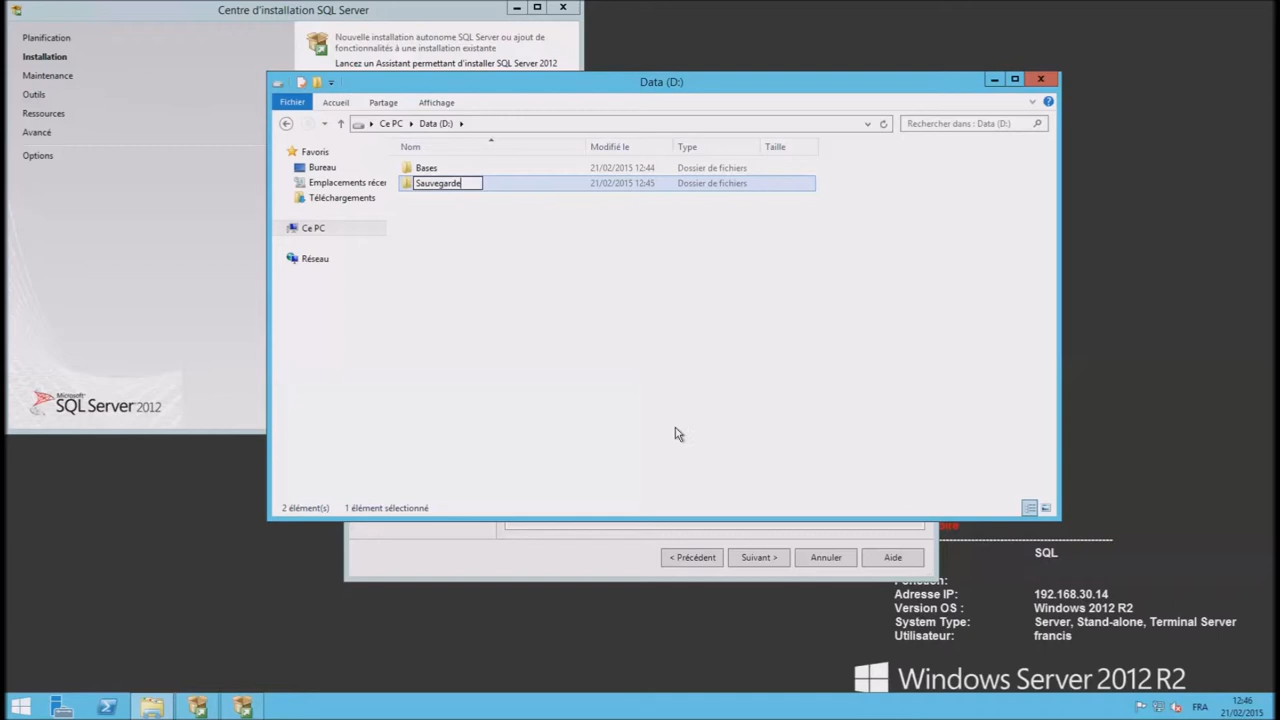 Centre d'installation SQL Server
Planification
Installation
Maintenance
Outils
Ressources
Avancé
Options
Nouvelle installation autonome SQL Server ou ajout de
fonctionnalités à une installation existante
Lancez un Assistant permettant d'installer SQL Server 2012
Microsoft
SQL Server 2012
Data (D:)
Fichier Accueil Partage Affichage
Ce PC Data (D:)
Rechercher dans : Data (D:)
Favoris
Bureau
Emplacements récer
Téléchargements
Ce PC
Réseau
Nom Modifié le Type Taille
Bases 21/02/2015 12:44 Dossier de fichiers
Sauvegarde 21/02/2015 12:45 Dossier de fichiers
2 élément(s) 1 élément sélectionné
< Précédent Suivant > Annuler Aide
SQL
Adresse IP: 192.168.30.14
Version OS : Windows 2012 R2
System Type: Server, Stand-alone, Terminal Server
Utilisateur: francis
Windows Server 2012 R2
FRA
12:46
21/02/2015